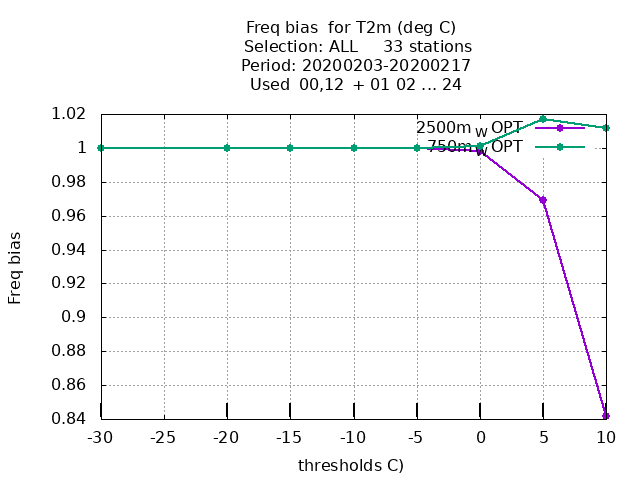 Freq bias  for T2m (deg C)
Selection: ALL     33 stations
Period: 20200203-20200217
Used  00,12  + 01 02 ... 24
1.02
1
0.98
0.96
0.94
0.92
0.9
0.88
0.86
0.84
Freq bias
2500m W OPT
750m W OPT
-30 -25 -20 -15 -10 -5 0 5 10
thresholds C)